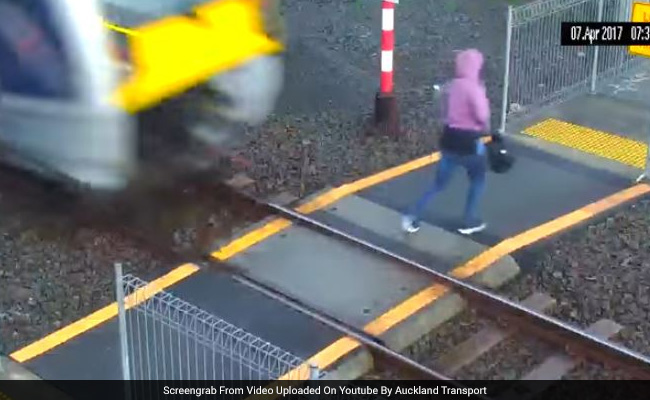 07.Apr 2017 07:3
Screengrab From Video Uploaded On Youtube By Auckland Transport